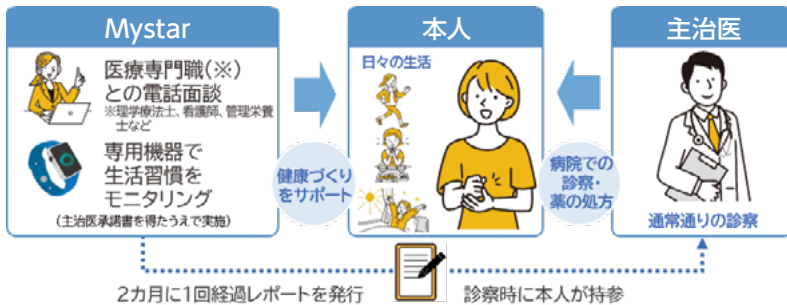 Mystar
医療専門職(※)
との電話面談
※理学療法士、看護師、管理栄養
士など
専用機器で
生活習慣を
モニタリング
(主治医承諾書を得たうえで実施)
健康づくり
をサポート
本人
日々の生活
病院での
診察・
薬の処方
主治医
通常通りの診察
2カ月に1回経過レポートを発行
診察時に本人が持参